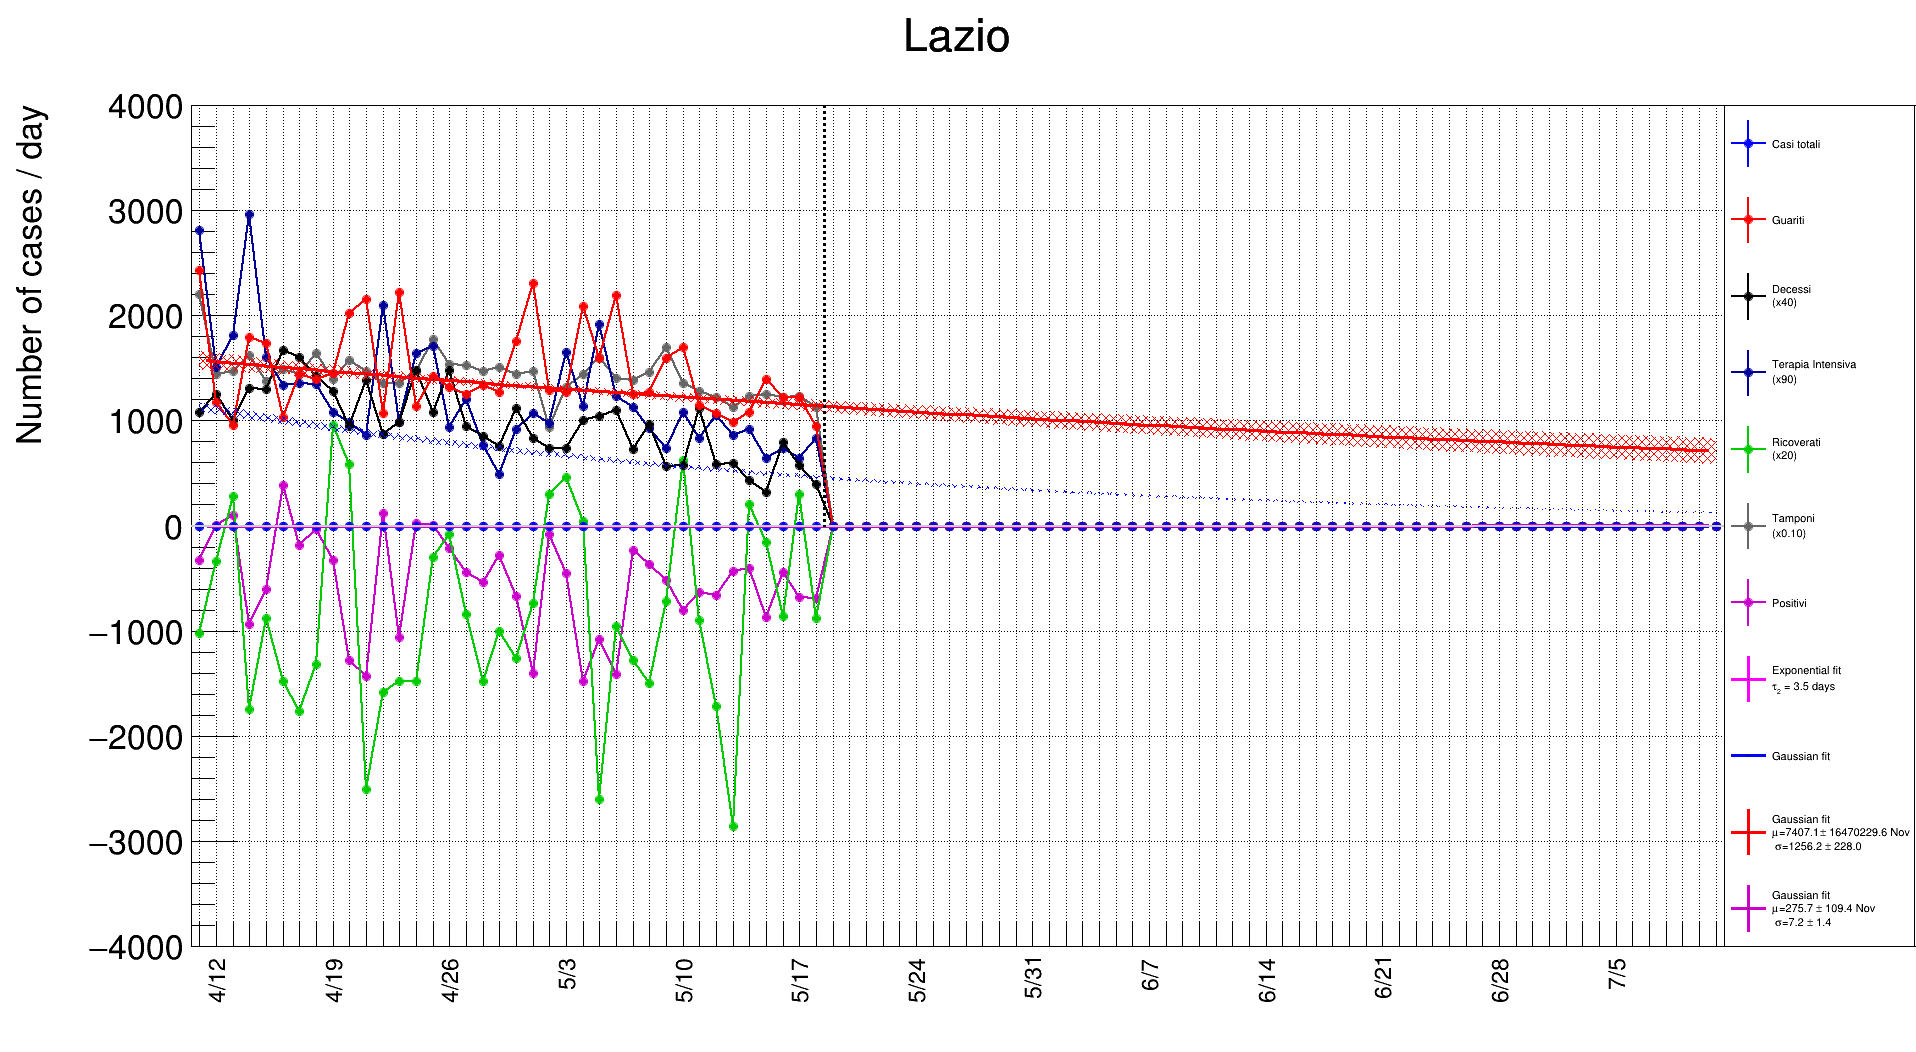 Lazio
Number of cases / day
4000
3000
2000
1000
0
−1000
−2000
−3000
−4000
4/12
4/19
4/26
5/3
5/10
5/17
5/24
5/31
6/7
6/14
6/21
6/28
7/5
Casi totali
Guariti
Decessi
(x40)
Terapia Intensiva
(x90)
Ricoverati
(x20)
Tamponi
(x0.10)
Positivi
Exponential fit
τ2 = 3.5 days
Gaussian fit
Gaussian fit
μ=7407.1± 16470229.6 Nov
σ=1256.2 ± 228.0
Gaussian fit
μ=275.7 ± 109.4 Nov
σ=7.2 ± 1.4